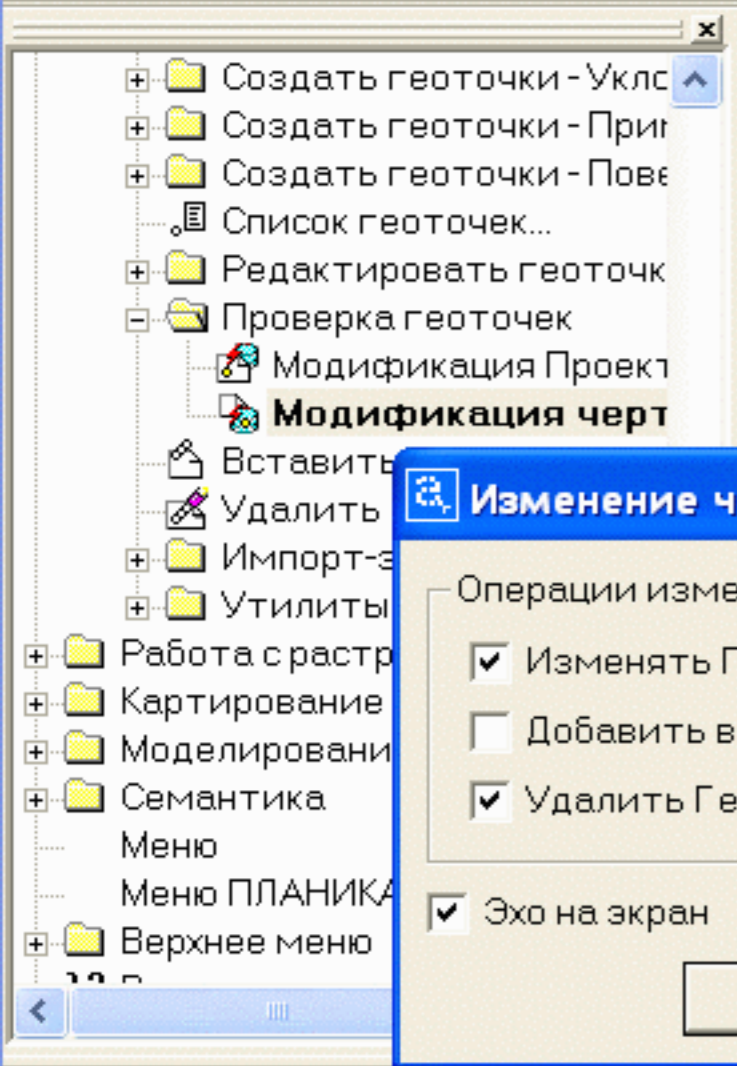 Создать геоточки - Укло
Создать геоточки - При
Создать геоточки - Пове
Список геоточек...
Редактировать геоточк
Проверка геоточек
Модификация Проект
Модификация черт
Вставить
Удалить
Импорт-э
Утилиты
Работа с растр
Картирование
Моделировани
Семантика
Меню
Меню ПЛАНИКА
Верхнее меню
Изменение ч
Операции изме
Изменять П
Добавить в
Удалить Ге
Эхо на экран